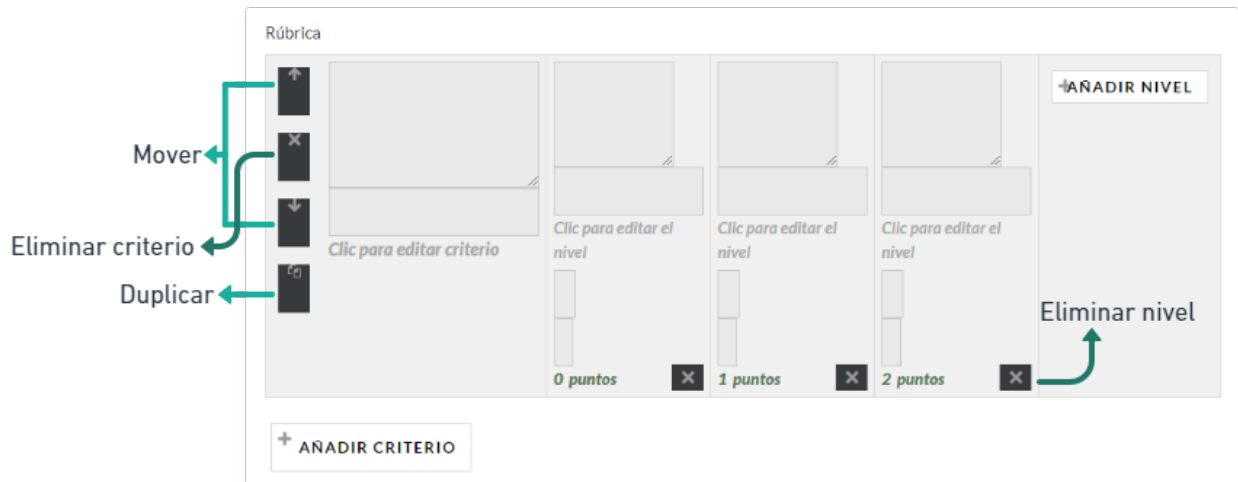 Rúbrica
AÑADIR NIVEL
Mover
Eliminar criterio
Duplicar
Clic para editar criterio
Clic para editar el
nivel
0 puntos
Clic para editar el
nivel
1 puntos
Clic para editar el
nivel
2 puntos
Eliminar nivel
AÑADIR CRITERIO